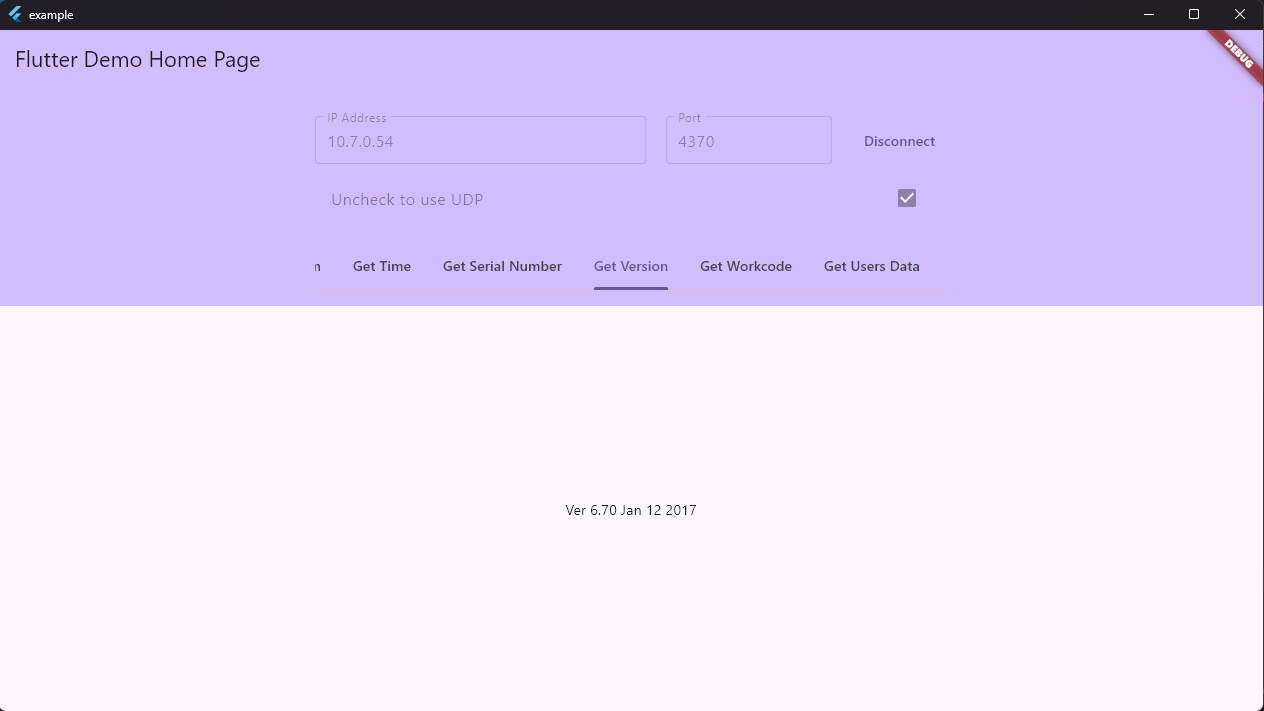 example
Flutter Demo Home Page
DEBUG
IP Address
10.7.0.54
Port
4370
Disconnect
Uncheck to use UDP
Get Time
Get Serial Number
Get Version
Get Workcode
Get Users Data
Ver 6.70 Jan 12 2017